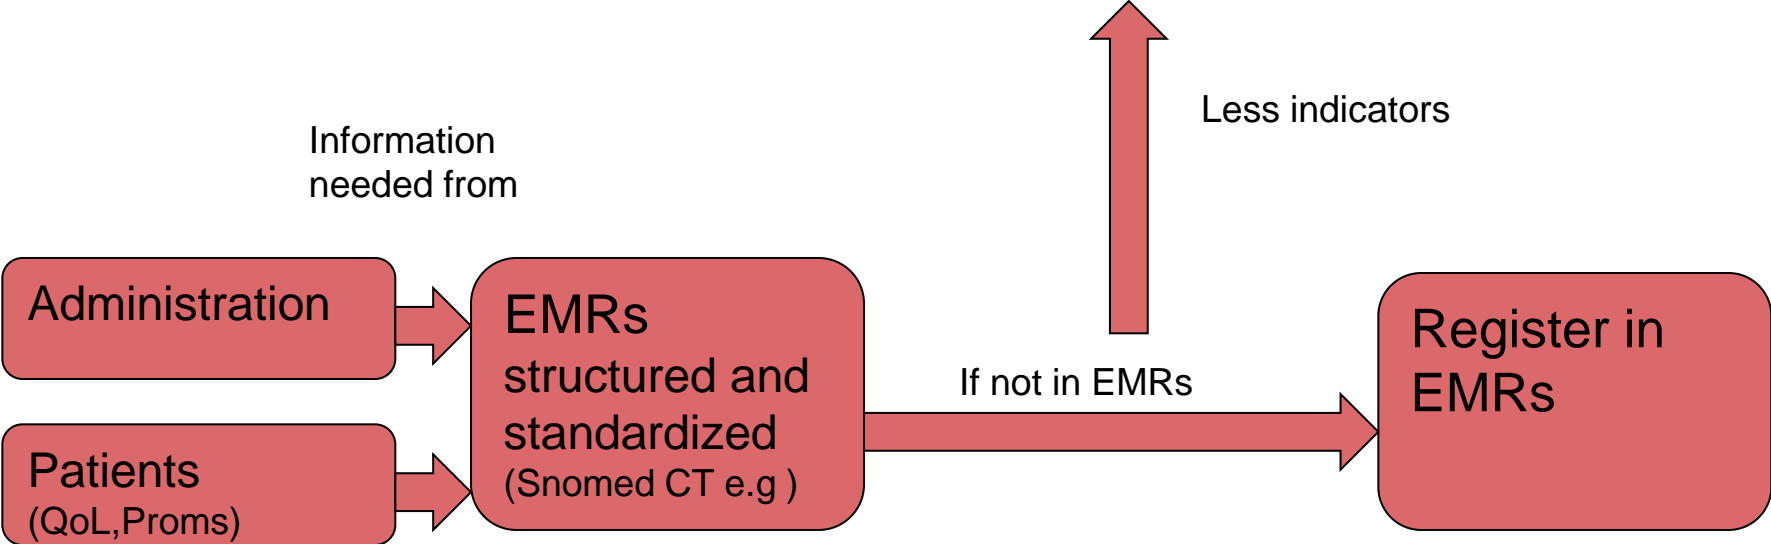 Less indicators
Information
needed from
Administration
Patients
(QoL,Proms)
EMRs
structured and
standardized
(Snomed CT e.g )
If not in EMRs
Register in
EMRs